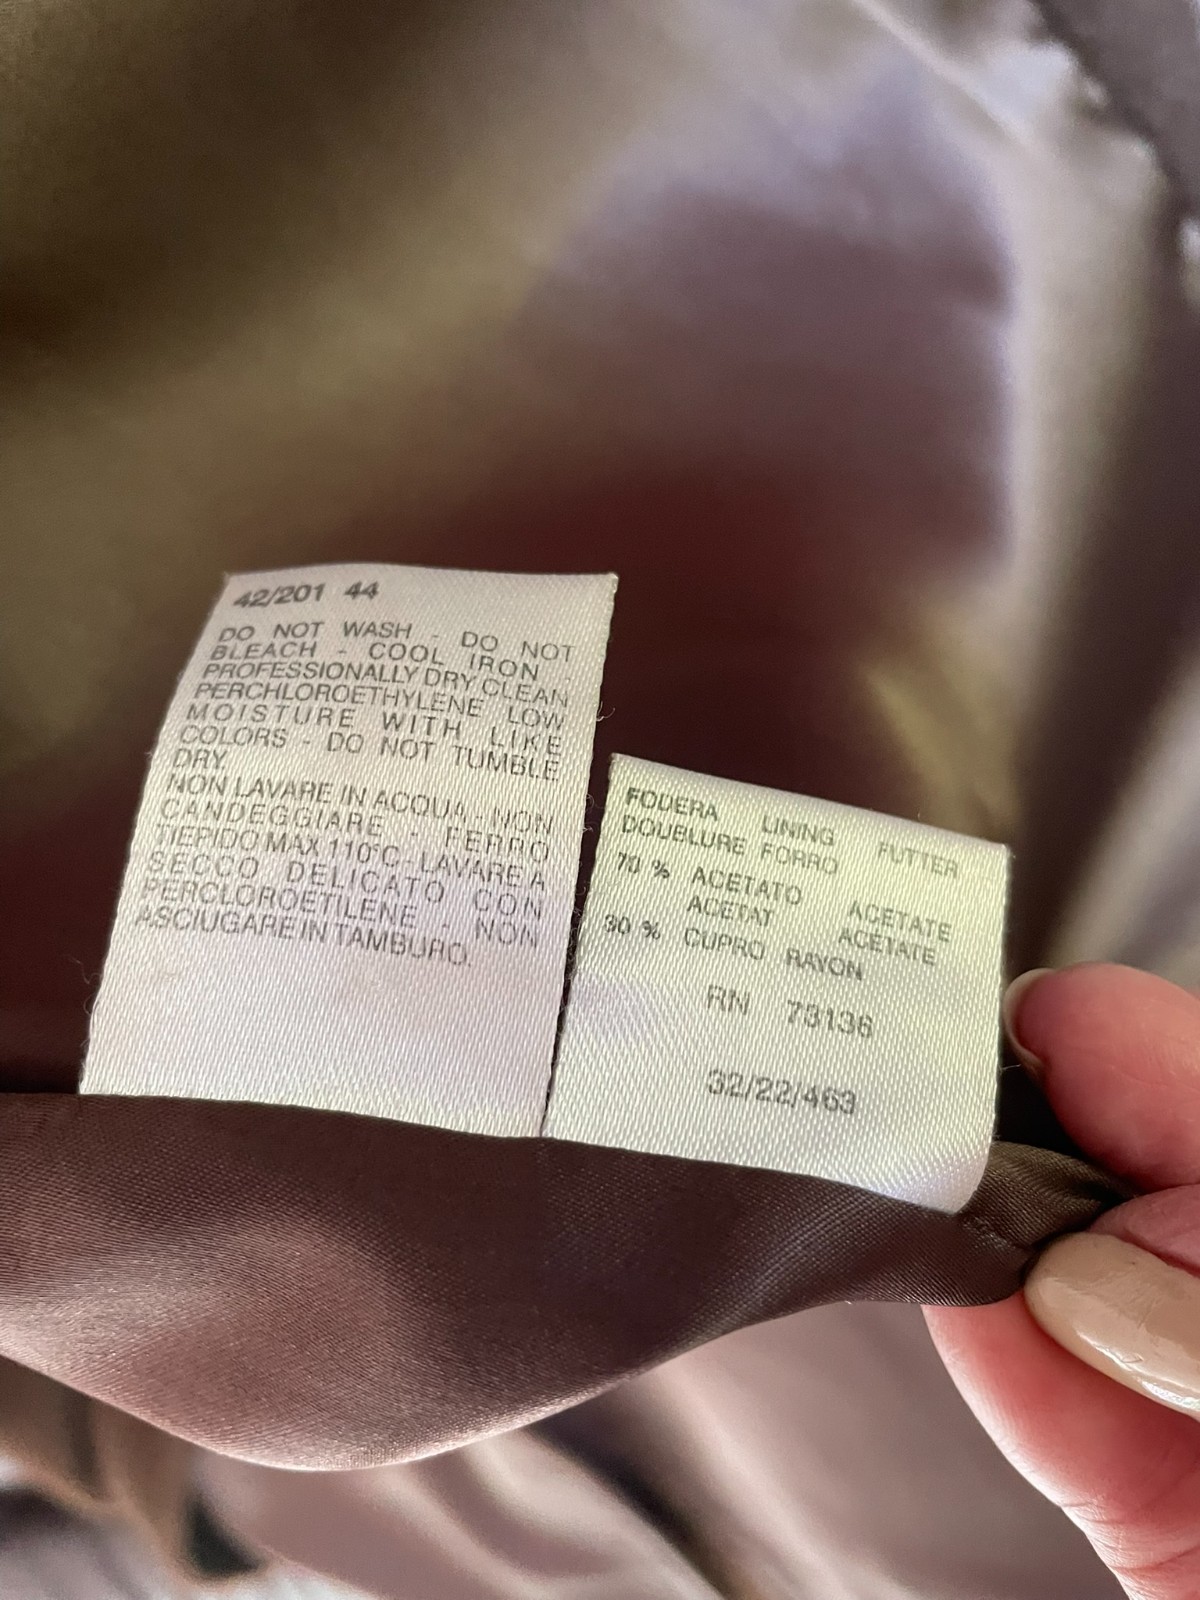 42/201 44
DO NOT WASH - DO NOT
BLEACH - COOL IRON -
PROFESSIONALLY DRY CLEAN
PERCHLOROETHYLENE LOW
MOISTURE WITH LIKE
COLORS - DO NOT TUMBLE
DRY.
NON LAVARE IN ACQUA - NON
CANDEGGIARE - FERRO
TIEPIDO MAX 110°C - LAVARE A
SECCO DELICATO CON
PERCLOROETILENE - NON
ASCIUGARE IN TAMBURO.
FODERA LINING FUTTER
DOUBLURE FORRO
70 % ACETATO ACETATE
ACETAT ACETATE
30 % CUPRO RAYON
RN 73136
32/22/463